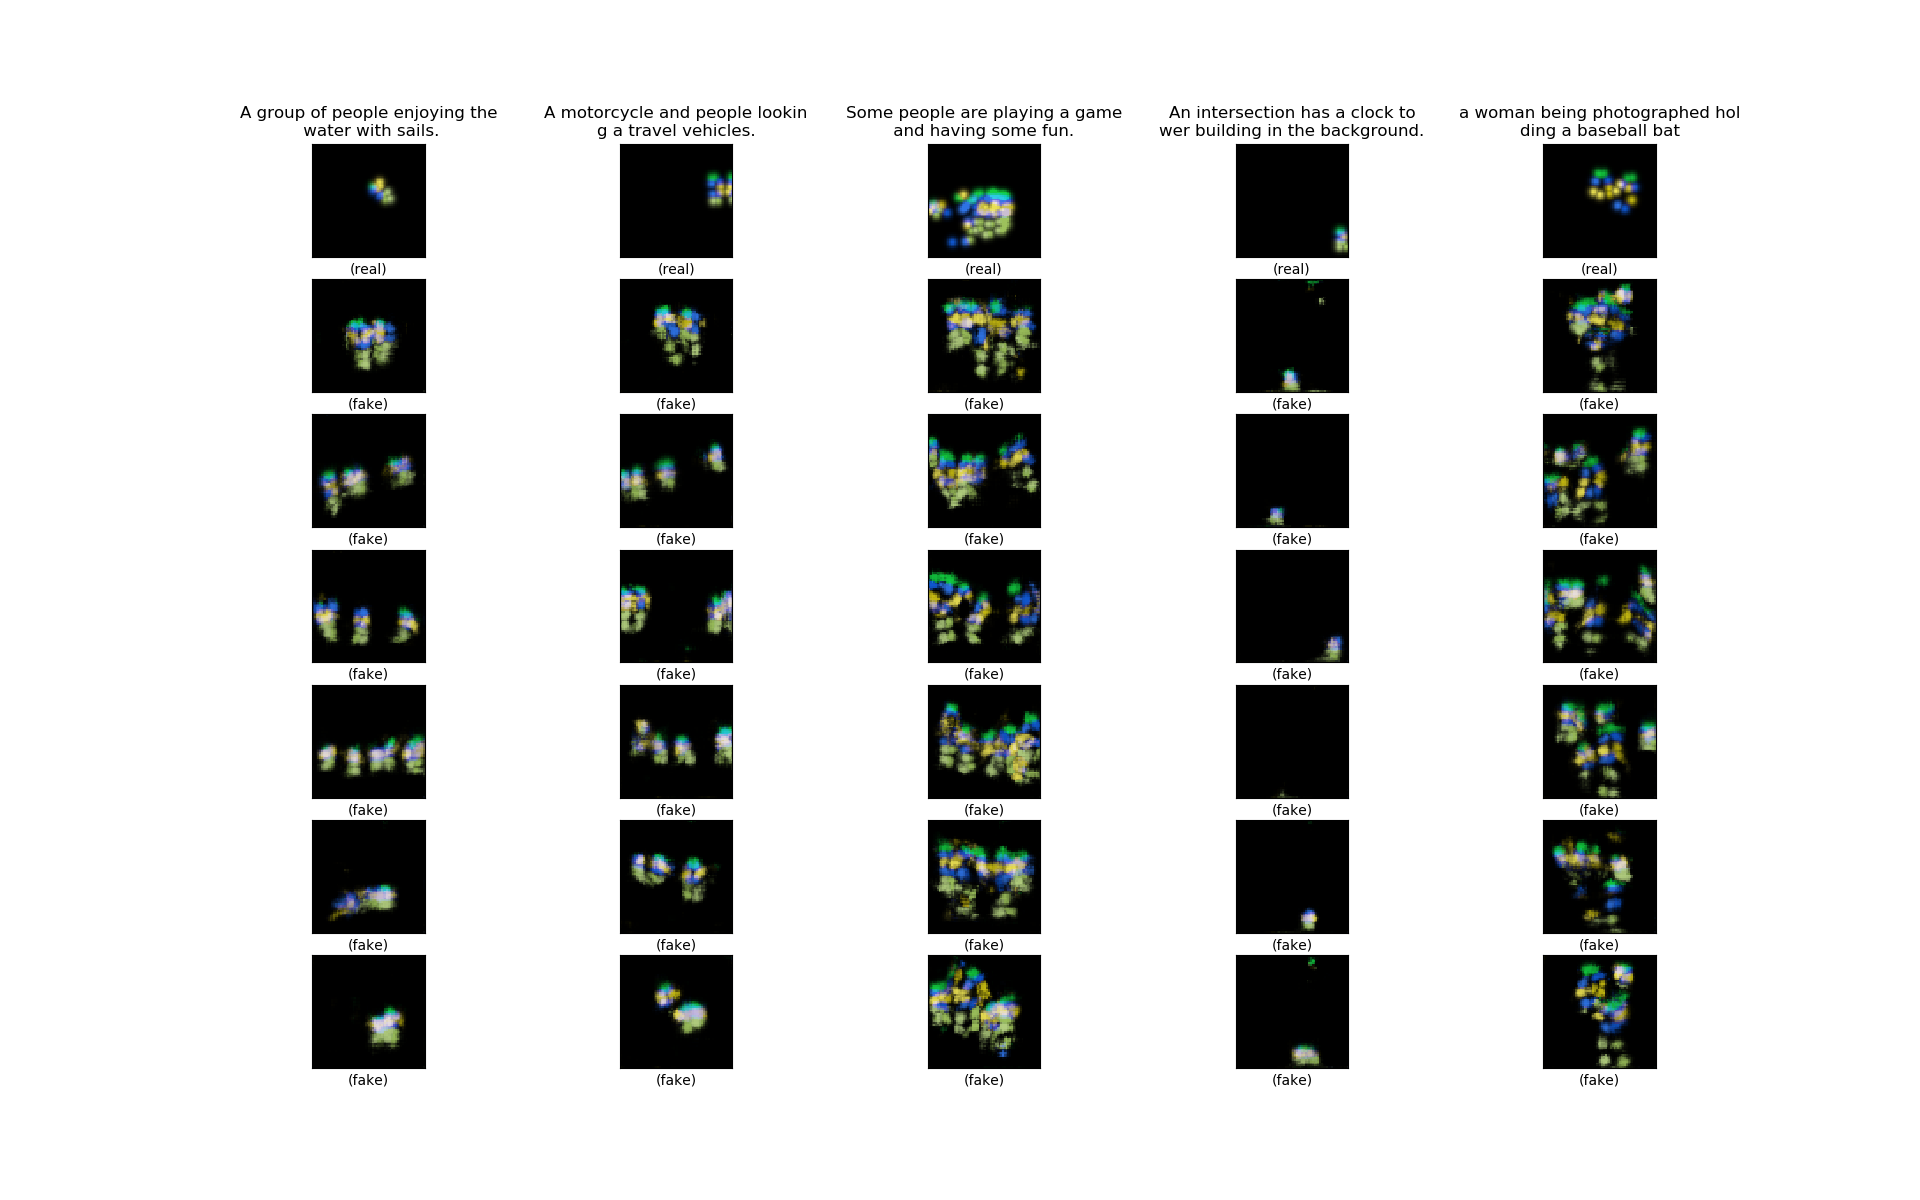 A group of people enjoying the
water with sails.
A motorcycle and people lookin
g a travel vehicles.
Some people are playing a game
and having some fun.
An intersection has a clock to
wer building in the background.
a woman being photographed hol
ding a baseball bat
(real) (real) (real) (real) (real)
(fake) (fake) (fake) (fake) (fake)
(fake) (fake) (fake) (fake) (fake)
(fake) (fake) (fake) (fake) (fake)
(fake) (fake) (fake) (fake) (fake)
(fake) (fake) (fake) (fake) (fake)
(fake) (fake) (fake) (fake) (fake)